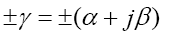 ±γ = ±(α + jβ)